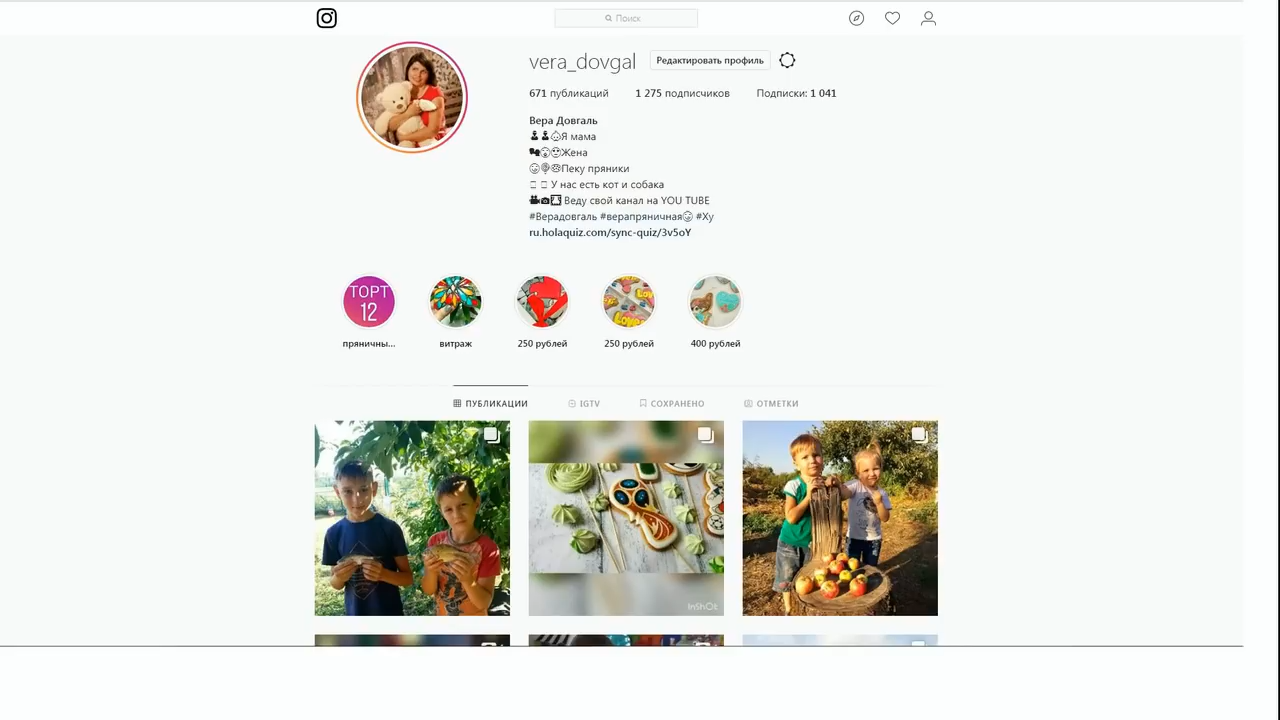 Поиск
vera_dovgal Редактировать профиль
671 публикаций 1 275 подписчиков Подписки: 1 041
Вера Довгаль
Я мама
Жена
Пеку пряники
У нас есть кот и собака
Веду свой канал на YOU TUBE
#Верадовгаль #верапряничная #Ху
ru.holaquiz.com/sync-quiz/3v5oY
ТОРТ
12
Love
Love
пряничны... витраж 250 рублей 250 рублей 400 рублей
ПУБЛИКАЦИИ IGTV СОХРАНЕНО ОТМЕТКИ
InShOt